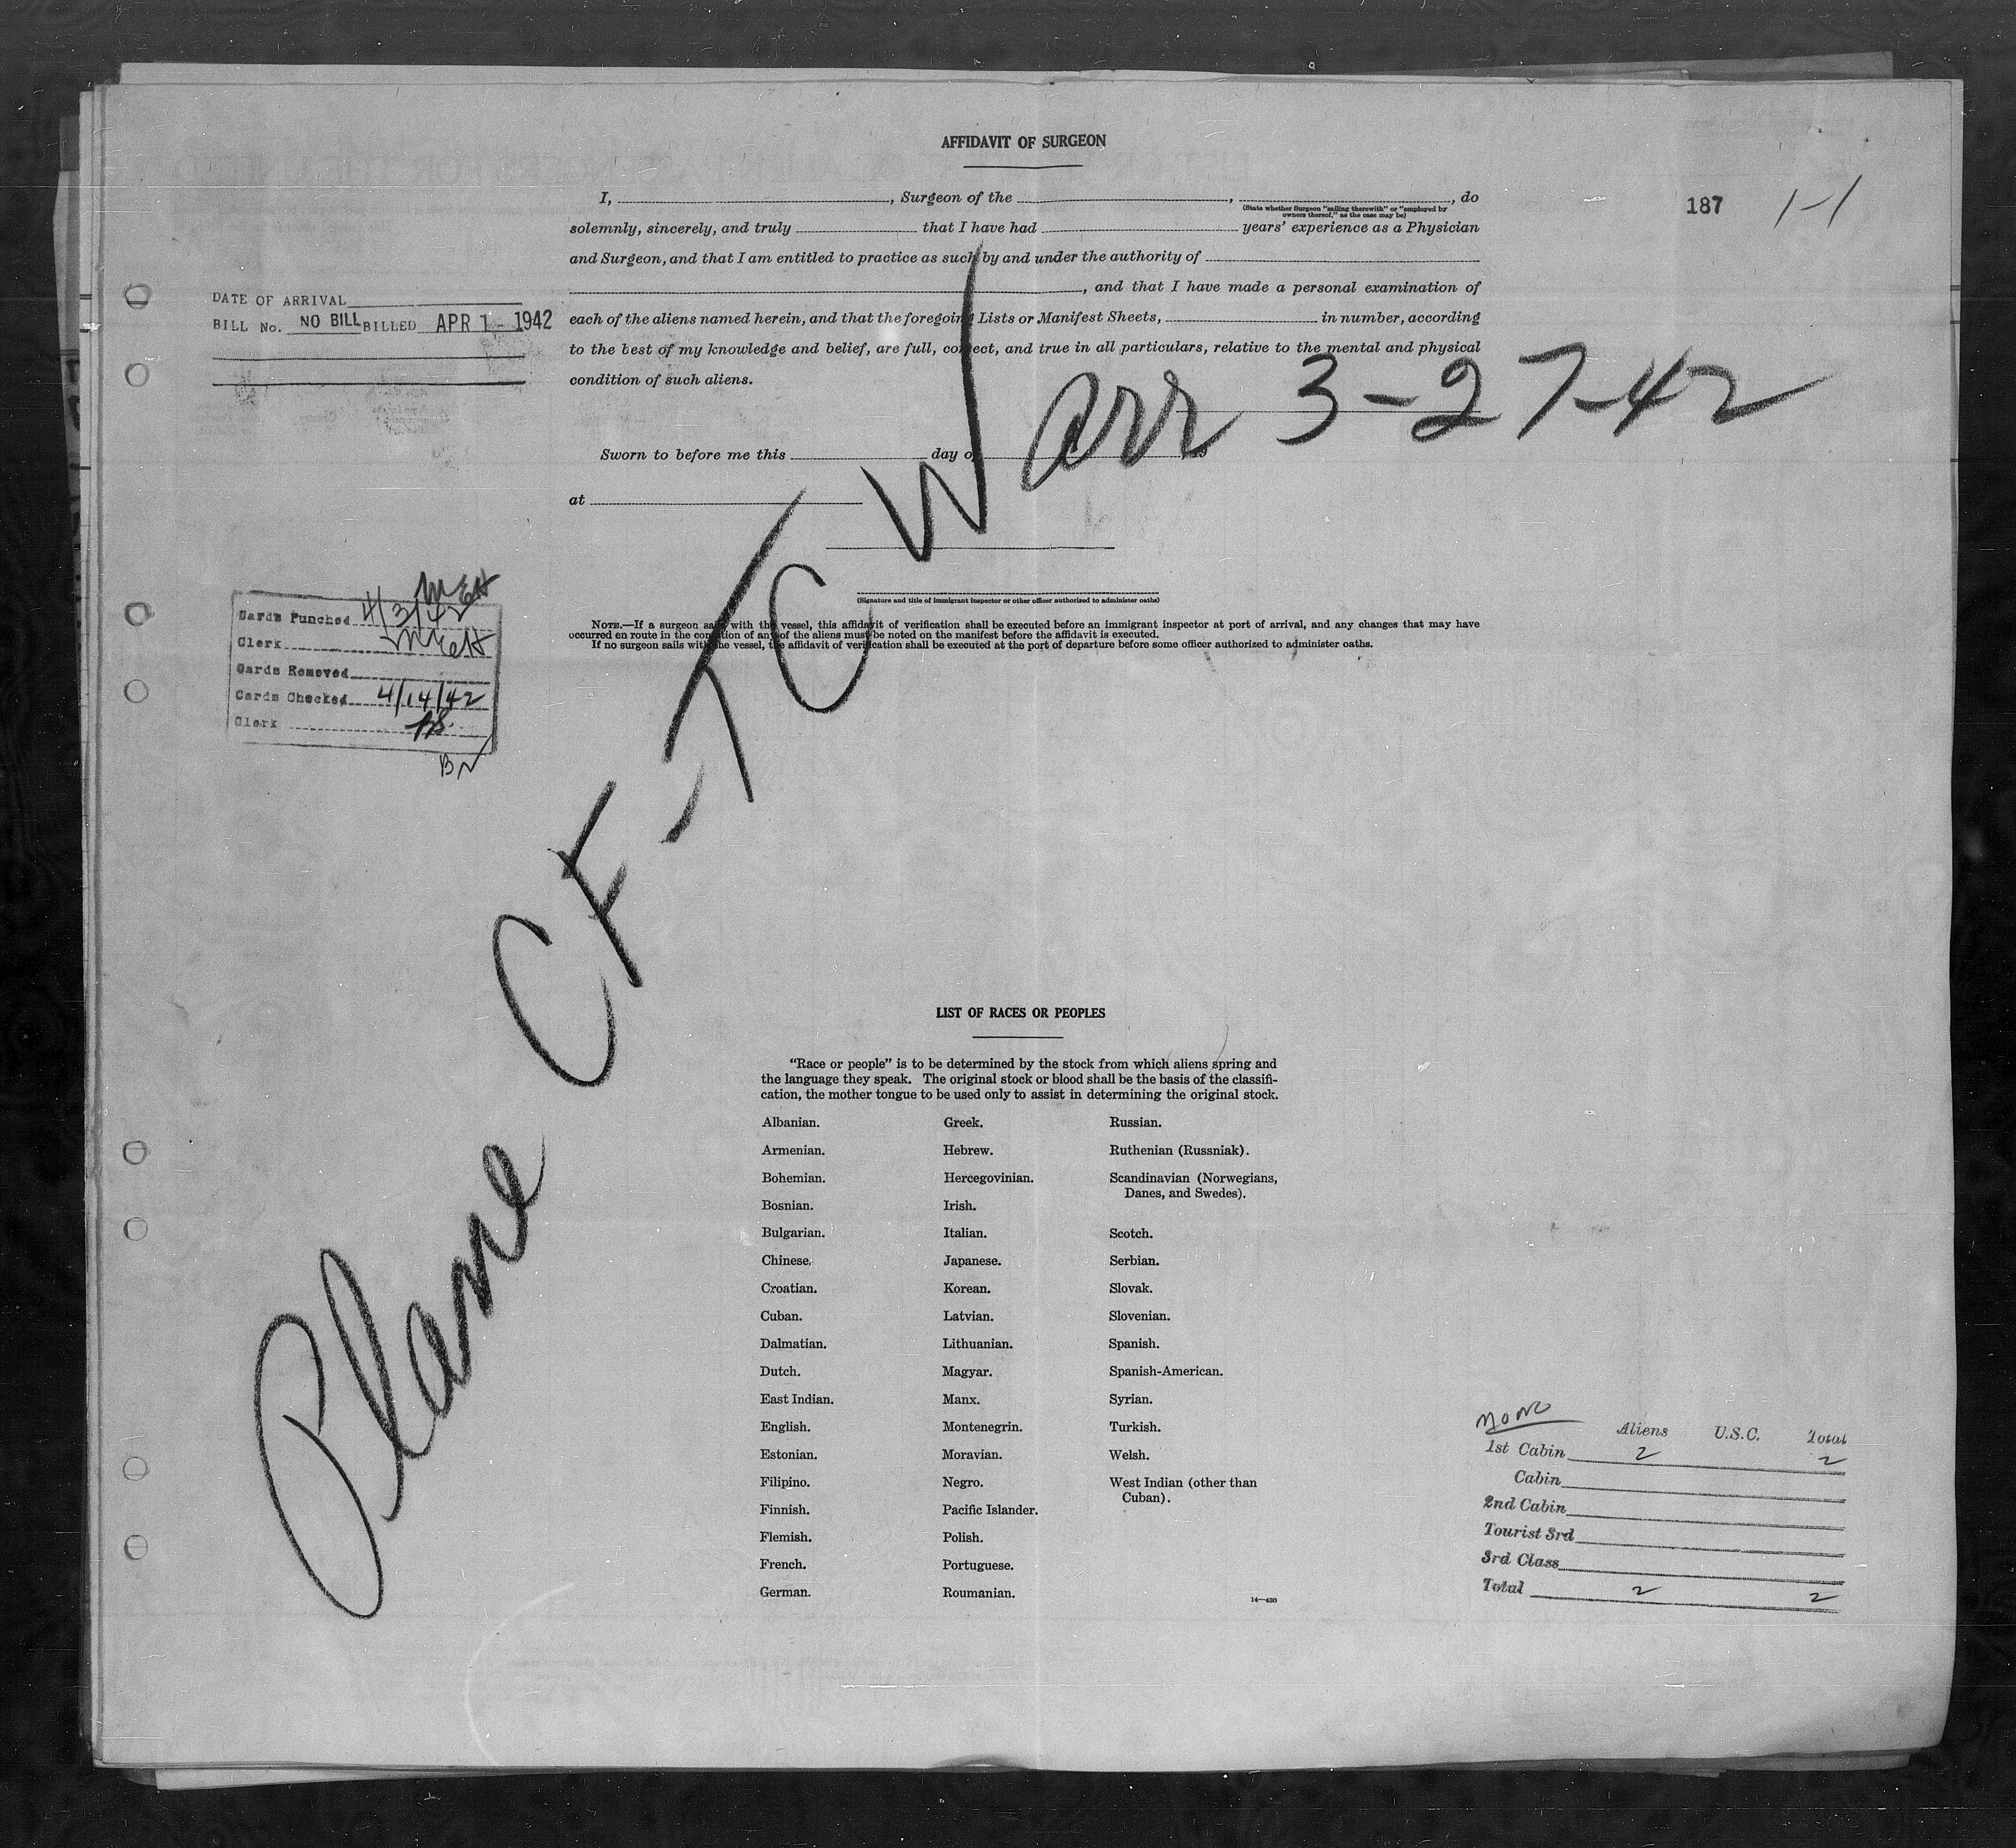 AFFIDAVIT OF SURGEON
187 1-1
I, , Surgeon of the , , do
(State whether Surgeon "sailing therewith" or "employed by
owners thereof," as the case may be)
solemnly, sincerely, and truly that I have had years' experience as a Physician
and Surgeon, and that I am entitled to practice as such by and under the authority of
, and that I have made a personal examination of
each of the aliens named herein, and that the foregoing Lists or Manifest Sheets, in number, according
to the best of my knowledge and belief, are full, correct, and true in all particulars, relative to the mental and physical
condition of such aliens.
DATE OF ARRIVAL
BILL No. NO BILL BILLED APR 1 - 1942
Plane CF-TCW arr 3-27-42
Sworn to before me this day of 19
at
(Signature and title of immigrant inspector or other officer authorized to administer oaths)
NOTE.—If a surgeon sails with the vessel, this affidavit of verification shall be executed before an immigrant inspector at port of arrival, and any changes that may have
occurred en route in the condition of any of the aliens must be noted on the manifest before the affidavit is executed.
If no surgeon sails with the vessel, the affidavit of verification shall be executed at the port of departure before some officer authorized to administer oaths.
Cards Punched 4/3/42
Clerk
Cards Removed
Cards Checked 4/14/42
Clerk
LIST OF RACES OR PEOPLES
"Race or people" is to be determined by the stock from which aliens spring and
the language they speak. The original stock or blood shall be the basis of the classifi-
cation, the mother tongue to be used only to assist in determining the original stock.
Albanian.
Armenian.
Bohemian.
Bosnian.
Bulgarian.
Chinese.
Croatian.
Cuban.
Dalmatian.
Dutch.
East Indian.
English.
Estonian.
Filipino.
Finnish.
Flemish.
French.
German.
Greek.
Hebrew.
Hercegovinian.
Irish.
Italian.
Japanese.
Korean.
Latvian.
Lithuanian.
Magyar.
Manx.
Montenegrin.
Moravian.
Negro.
Pacific Islander.
Polish.
Portuguese.
Roumanian.
Russian.
Ruthenian (Russniak).
Scandinavian (Norwegians,
Danes, and Swedes).
Scotch.
Serbian.
Slovak.
Slovenian.
Spanish.
Spanish-American.
Syrian.
Turkish.
Welsh.
West Indian (other than
Cuban).
14—430
Aliens U.S.C. Total
1st Cabin 2 2
Cabin
2nd Cabin
Tourist 3rd
3rd Class
Total 2 2